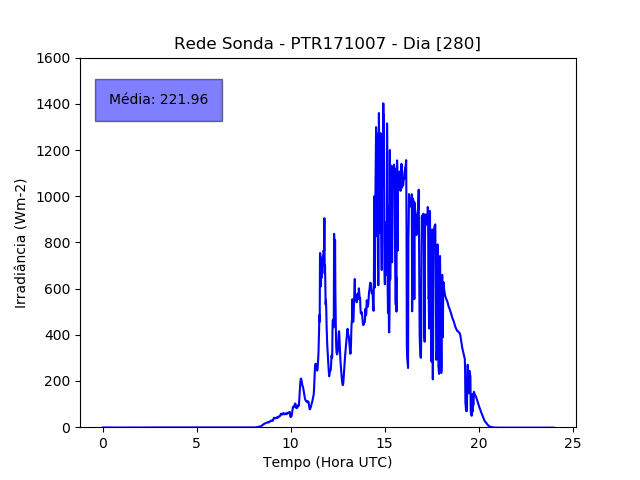 Rede Sonda - PTR171007 - Dia [280]
Média: 221.96
Irradiância (Wm-2)
1600
1400
1200
1000
800
600
400
200
0
0 5 10 15 20 25
Tempo (Hora UTC)